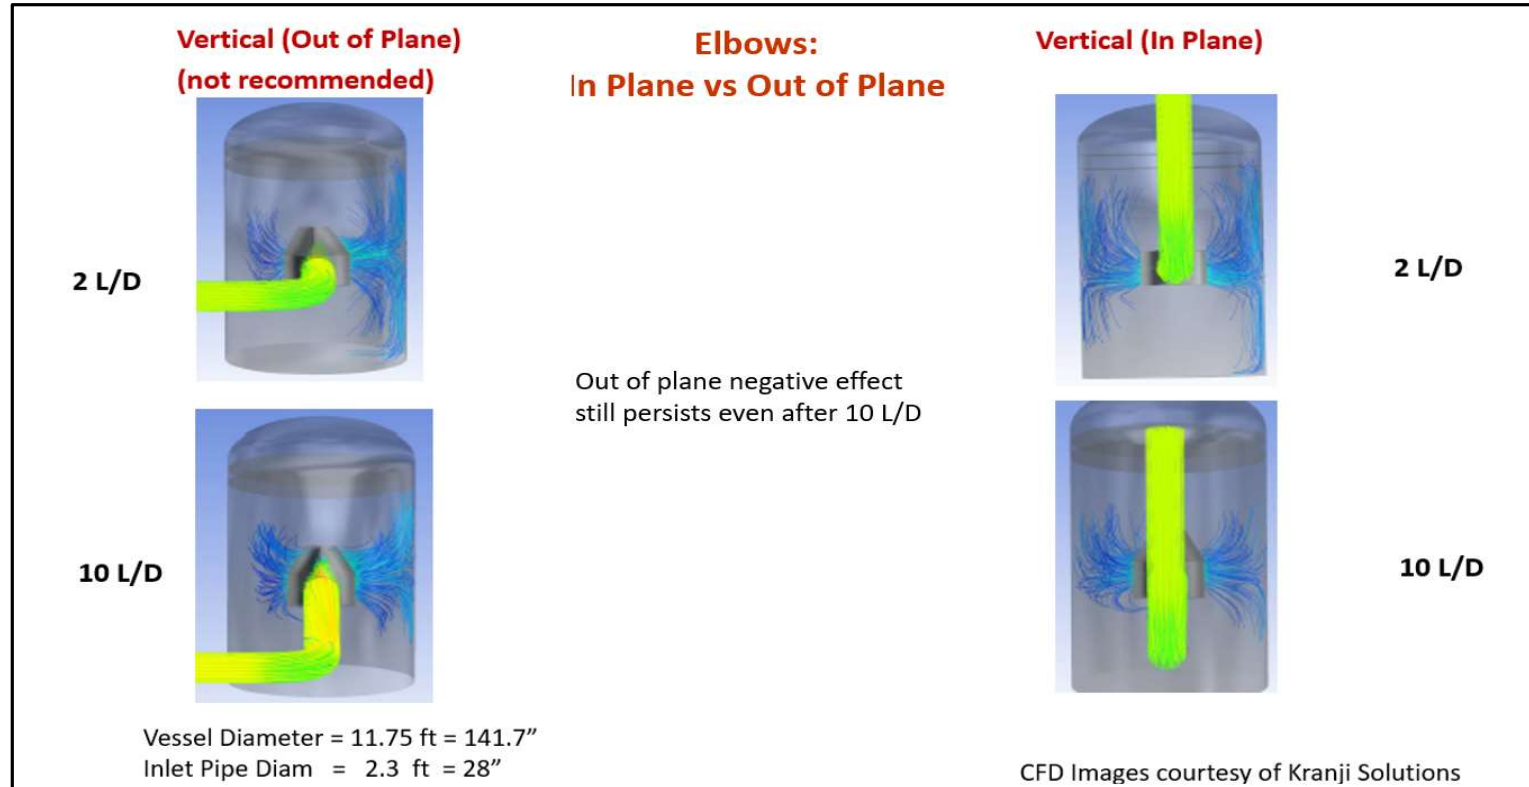 Vertical (Out of Plane)
(not recommended)
Elbows:
In Plane vs Out of Plane
Vertical (In Plane)
2 L/D
2 L/D
Out of plane negative effect
still persists even after 10 L/D
10 L/D
10 L/D
Vessel Diameter = 11.75 ft = 141.7”
Inlet Pipe Diam = 2.3 ft = 28”
CFD Images courtesy of Kranji Solutions